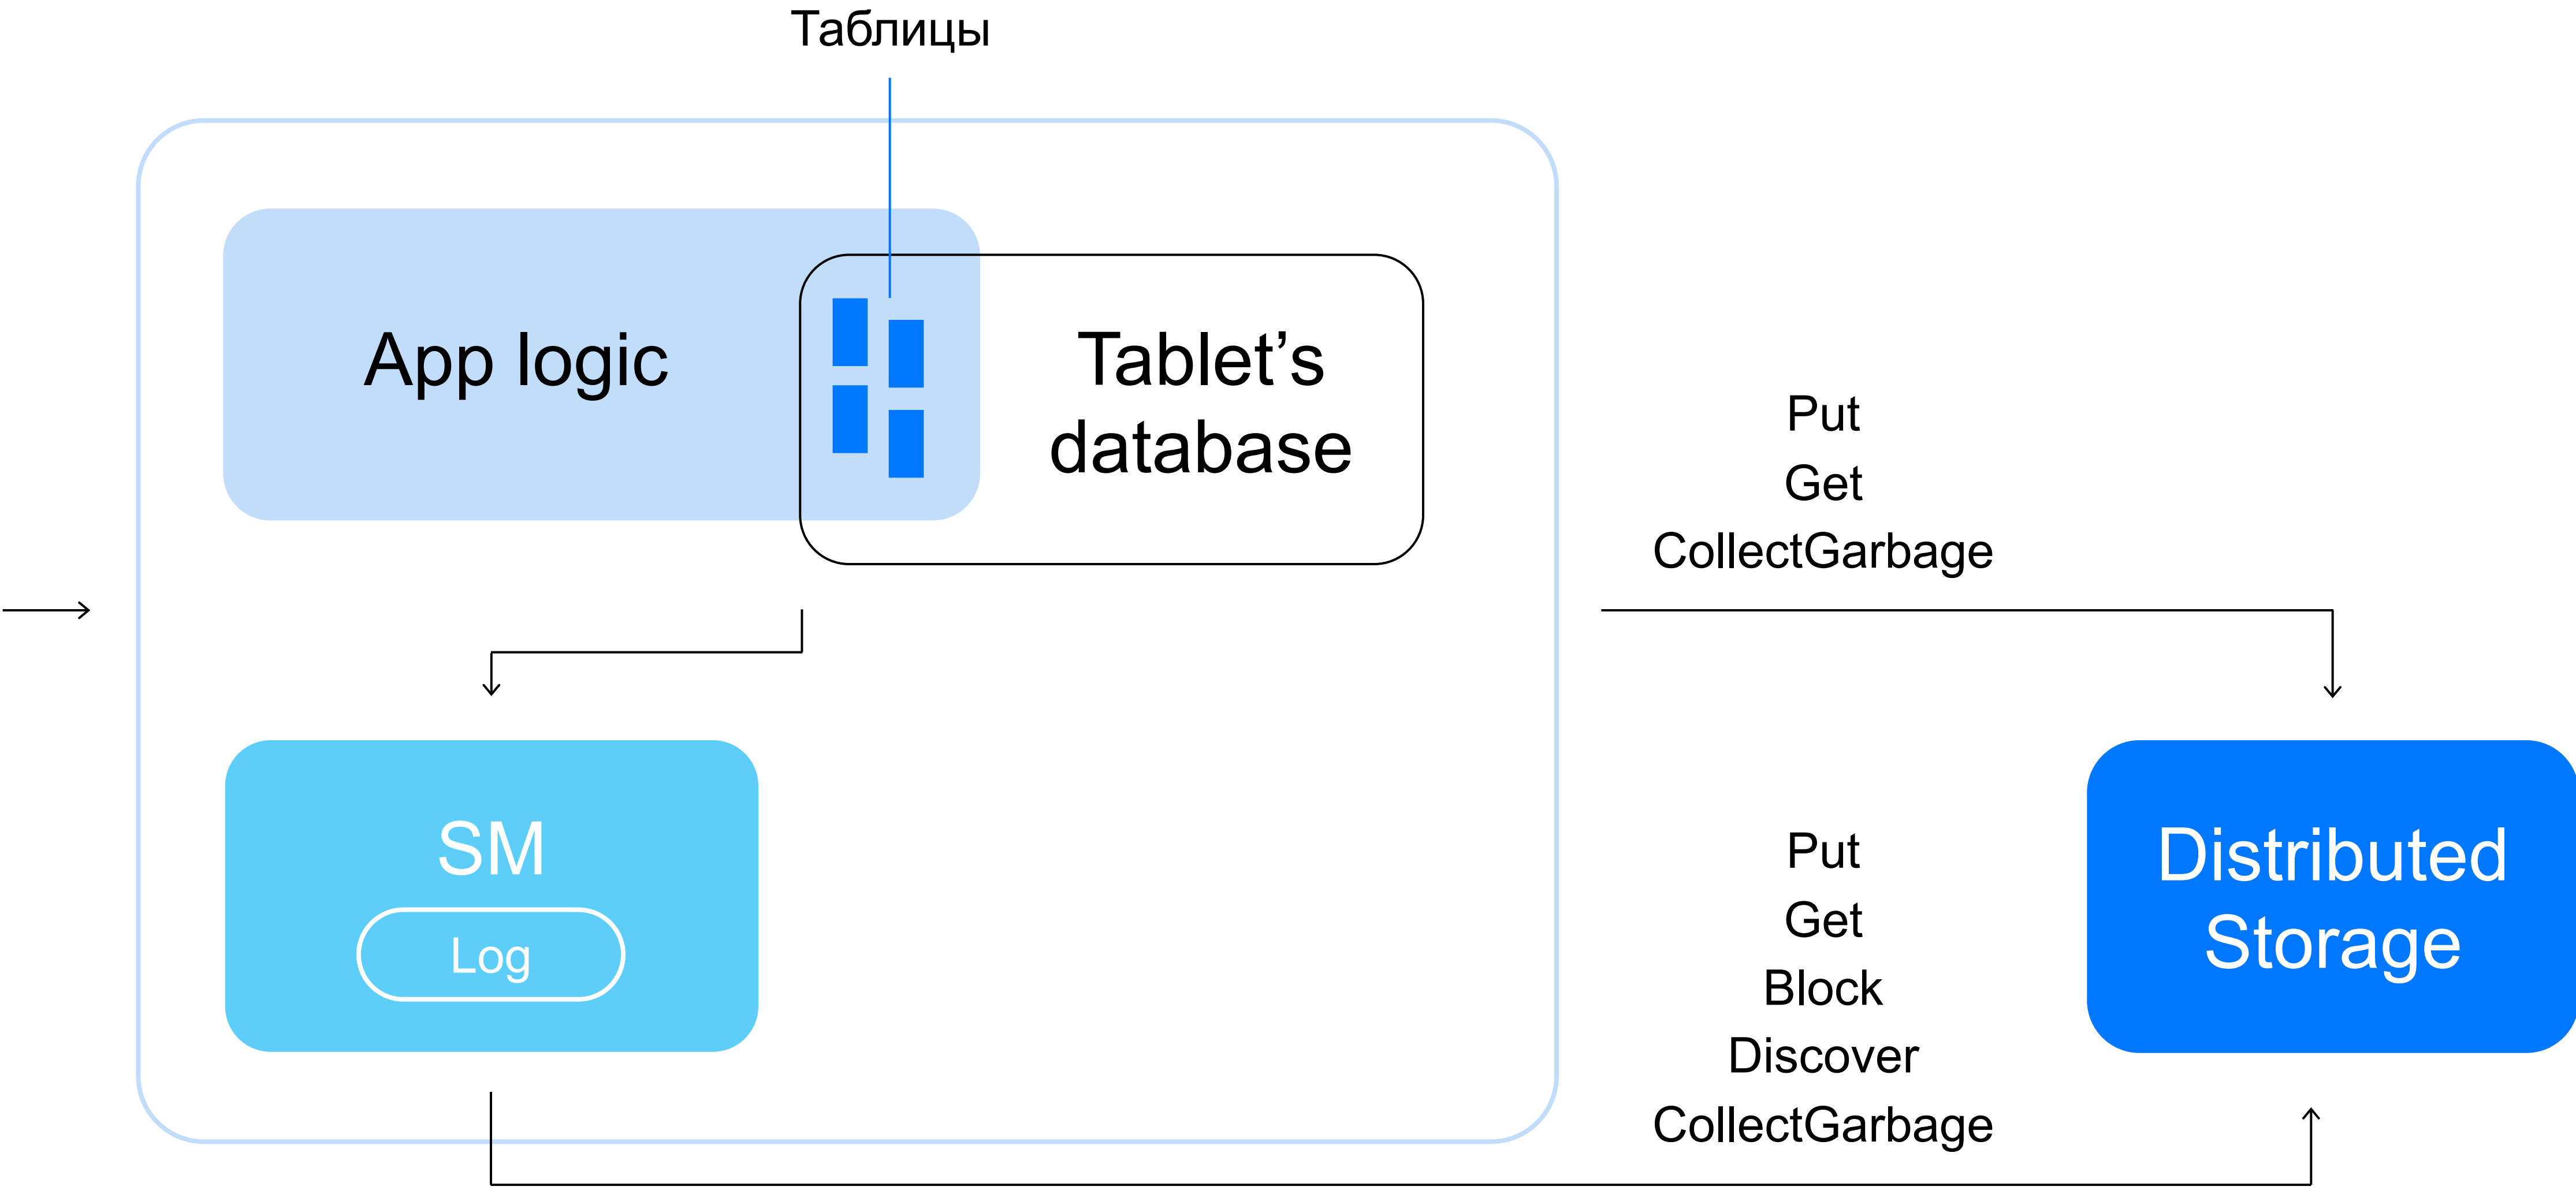 Таблицы
App logic
Tablet’s
database
Put
Get
CollectGarbage
SM
Log
Put
Get
Block
Discover
CollectGarbage
Distributed
Storage